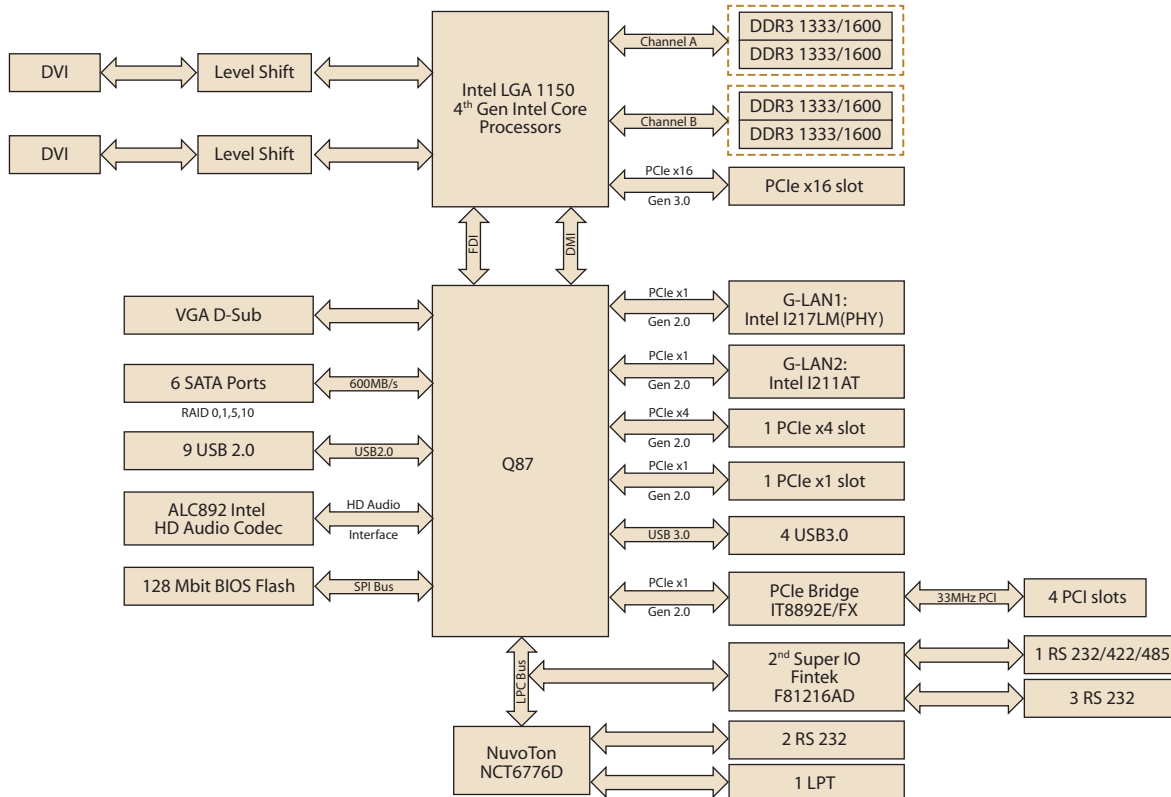 DDR3 1333/1600
Channel A
DDR3 1333/1600
DVI
Level Shift
Intel LGA 1150
4th Gen Intel Core
Processors
DDR3 1333/1600
Channel B
DDR3 1333/1600
DVI
Level Shift
PCIe x16
Gen 3.0
PCIe x16 slot
FDI
DMI
VGA D-Sub
PCIe x1
Gen 2.0
G-LAN1:
Intel I217LM(PHY)
6 SATA Ports
600MB/s
RAID 0,1,5,10
PCIe x1
Gen 2.0
G-LAN2:
Intel I211AT
PCIe x4
Gen 2.0
1 PCIe x4 slot
9 USB 2.0
USB2.0
Q87
PCIe x1
Gen 2.0
1 PCIe x1 slot
ALC892 Intel
HD Audio Codec
HD Audio
Interface
USB 3.0
4 USB3.0
128 Mbit BIOS Flash
SPI Bus
PCIe x1
Gen 2.0
PCIe Bridge
IT8892E/FX
33MHz PCI
4 PCI slots
LPC Bus
2nd Super IO
Fintek
F81216AD
1 RS 232/422/485
3 RS 232
NuvoTon
NCT6776D
2 RS 232
1 LPT